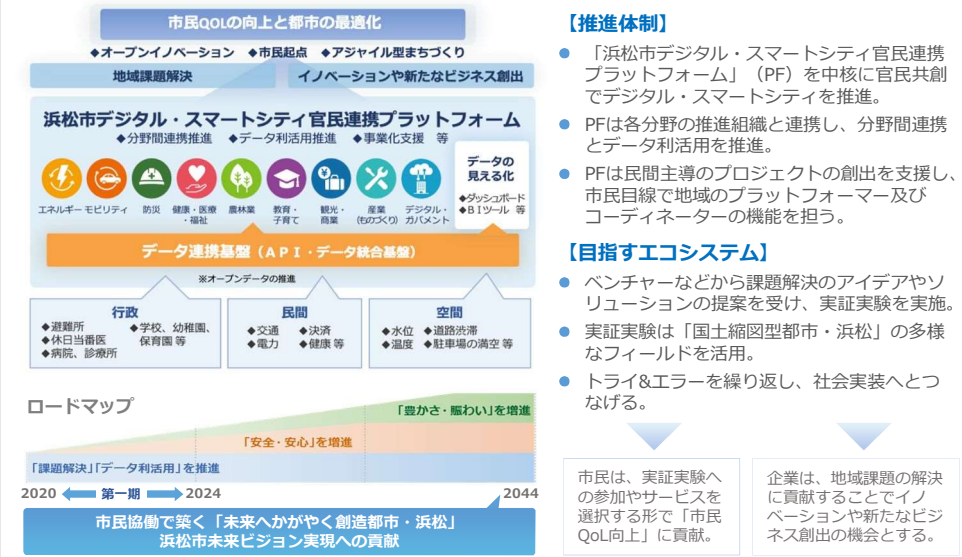 市民QOLの向上と都市の最適化
◆オープンイノベーション ◆市民起点 ◆アジャイル型まちづくり
地域課題解決
イノベーションや新たなビジネス創出
浜松市デジタル・スマートシティ官民連携プラットフォーム
◆分野間連携推進 ◆データ利活用推進 ◆事業化支援 等
データの
見える化
◆ダッシュボード
◆BIツール 等
エネルギー
モビリティ
防災
健康・医療
・福祉
農林業
教育・
子育て
観光・
商業
産業
(ものづくり)
デジタル・
ガバメント
データ連携基盤(API・データ統合基盤)
※オープンデータの推進
行政
◆避難所
◆休日当番医
◆病院、診療所
◆学校、幼稚園、
保育園 等
民間
◆交通 ◆決済
◆電力 ◆健康 等
空間
◆水位 ◆道路渋滞
◆温度 ◆駐車場の満空 等
ロードマップ
「豊かさ・賑わい」を増進
「安全・安心」を増進
「課題解決」「データ利活用」を推進
2020 第一期 2024 2044
市民協働で築く「未来へかがやく創造都市・浜松」
浜松市未来ビジョン実現への貢献
【推進体制】
● 「浜松市デジタル・スマートシティ官民連携
プラットフォーム」（PF）を中核に官民共創
でデジタル・スマートシティを推進。
● PFは各分野の推進組織と連携し、分野間連携
とデータ利活用を推進。
● PFは民間主導のプロジェクトの創出を支援し、
市民目線で地域のプラットフォーマー及び
コーディネーターの機能を担う。
【目指すエコシステム】
● ベンチャーなどから課題解決のアイデアやソ
リューションの提案を受け、実証実験を実施。
● 実証実験は「国土縮図型都市・浜松」の多様
なフィールドを活用。
● トライ&エラーを繰り返し、社会実装へとつ
なげる。
市民は、実証実験へ
の参加やサービスを
選択する形で「市民
QoL向上」に貢献。
企業は、地域課題の解決
に貢献することでイノ
ベーションや新たなビジ
ネス創出の機会とする。